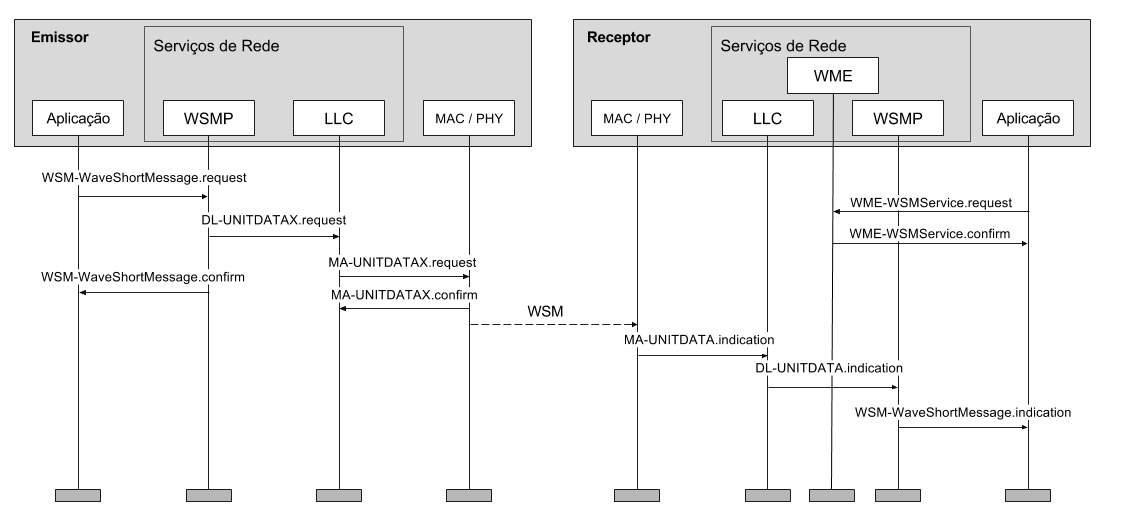 Emissor
Serviços de Rede
Aplicação
WSMP
LLC
MAC / PHY
Receptor
Serviços de Rede
WME
MAC / PHY
LLC
WSMP
Aplicação
WSM-WaveShortMessage.request
DL-UNITDATAX.request
MA-UNITDATAX.request
WSM-WaveShortMessage.confirm
MA-UNITDATAX.confirm
WSM
WME-WSMService.request
WME-WSMService.confirm
MA-UNITDATA.indication
DL-UNITDATA.indication
WSM-WaveShortMessage.indication